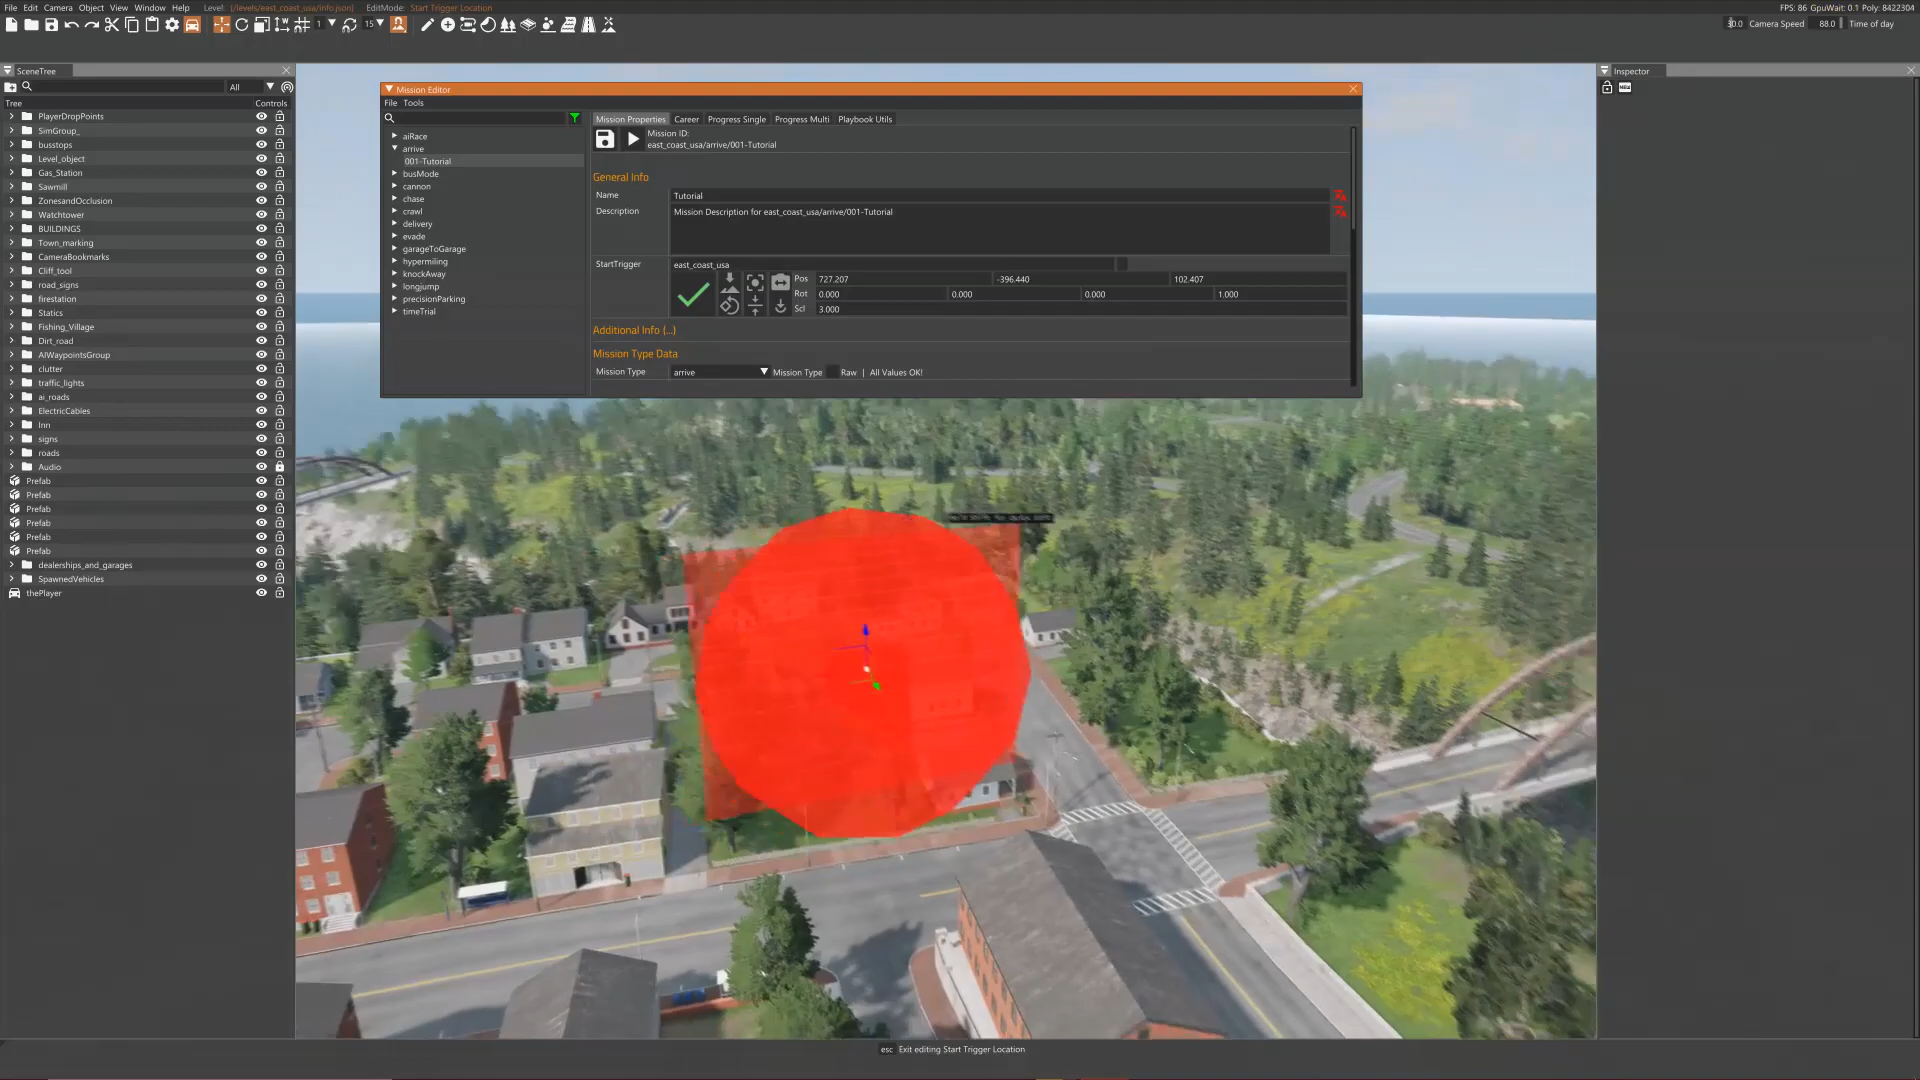 File Edit Camera Object View Window Help Level: [/levels/east_coast_usa/info.json] EditMode: Start Trigger Location FPS: 86 GpuWait: 0.1 Poly: 8422304
1 15 30.0 Camera Speed 88.0 Time of day
SceneTree
All
Tree Controls
PlayerDropPoints
SimGroup_
busstops
Level_object
Gas_Station
Sawmill
ZonesandOcclusion
Watchtower
BUILDINGS
Town_marking
CameraBookmarks
Cliff_tool
road_signs
firestation
Statics
Fishing_Village
Dirt_road
AIWaypointsGroup
clutter
traffic_lights
ai_roads
ElectricCables
Inn
signs
roads
Audio
Prefab
Prefab
Prefab
Prefab
Prefab
Prefab
dealerships_and_garages
SpawnedVehicles
thePlayer
Mission Editor
File Tools
aiRace
arrive
001-Tutorial
busMode
cannon
chase
crawl
delivery
evade
garageToGarage
hypermiling
knockAway
longjump
precisionParking
timeTrial
Mission Properties Career Progress Single Progress Multi Playbook Utils
Mission ID:
east_coast_usa/arrive/001-Tutorial
General Info
Name Tutorial
Description Mission Description for east_coast_usa/arrive/001-Tutorial
StartTrigger east_coast_usa
Pos 727.207 -396.440 102.407
Rot 0.000 0.000 0.000 1.000
Scl 3.000
Additional Info (...)
Mission Type Data
Mission Type arrive Mission Type Raw | All Values OK!
Inspector
NEW
esc Exit editing Start Trigger Location